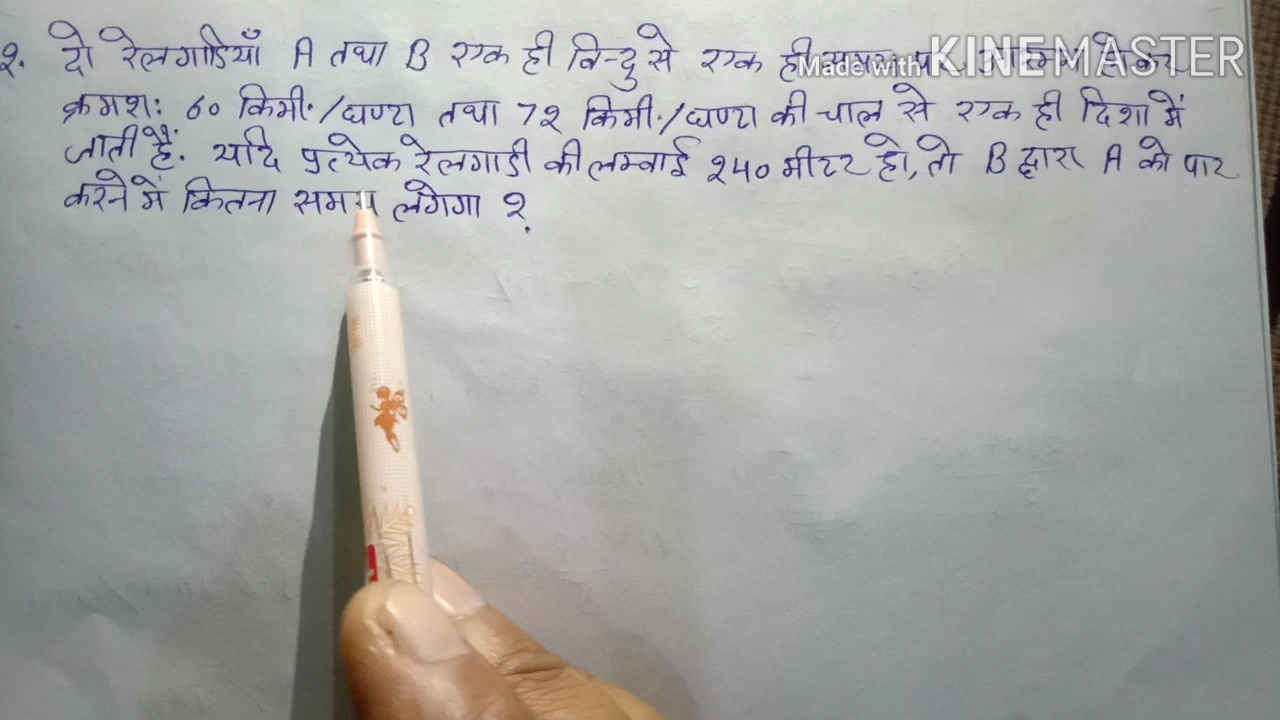 2. दो रेलगाडियाँ A तथा B एक ही बिन्दु से एक ही
Made with KINEMASTER
क्रमशः 60 किमी./घण्टा तथा 72 किमी./घण्टा की चाल से एक ही दिशा में
जाती हैं. यदि प्रत्येक रेलगाडी की लम्बाई 240 मीटर हो, तो B द्वारा A को पार
करने में कितना समय लगेगा ?